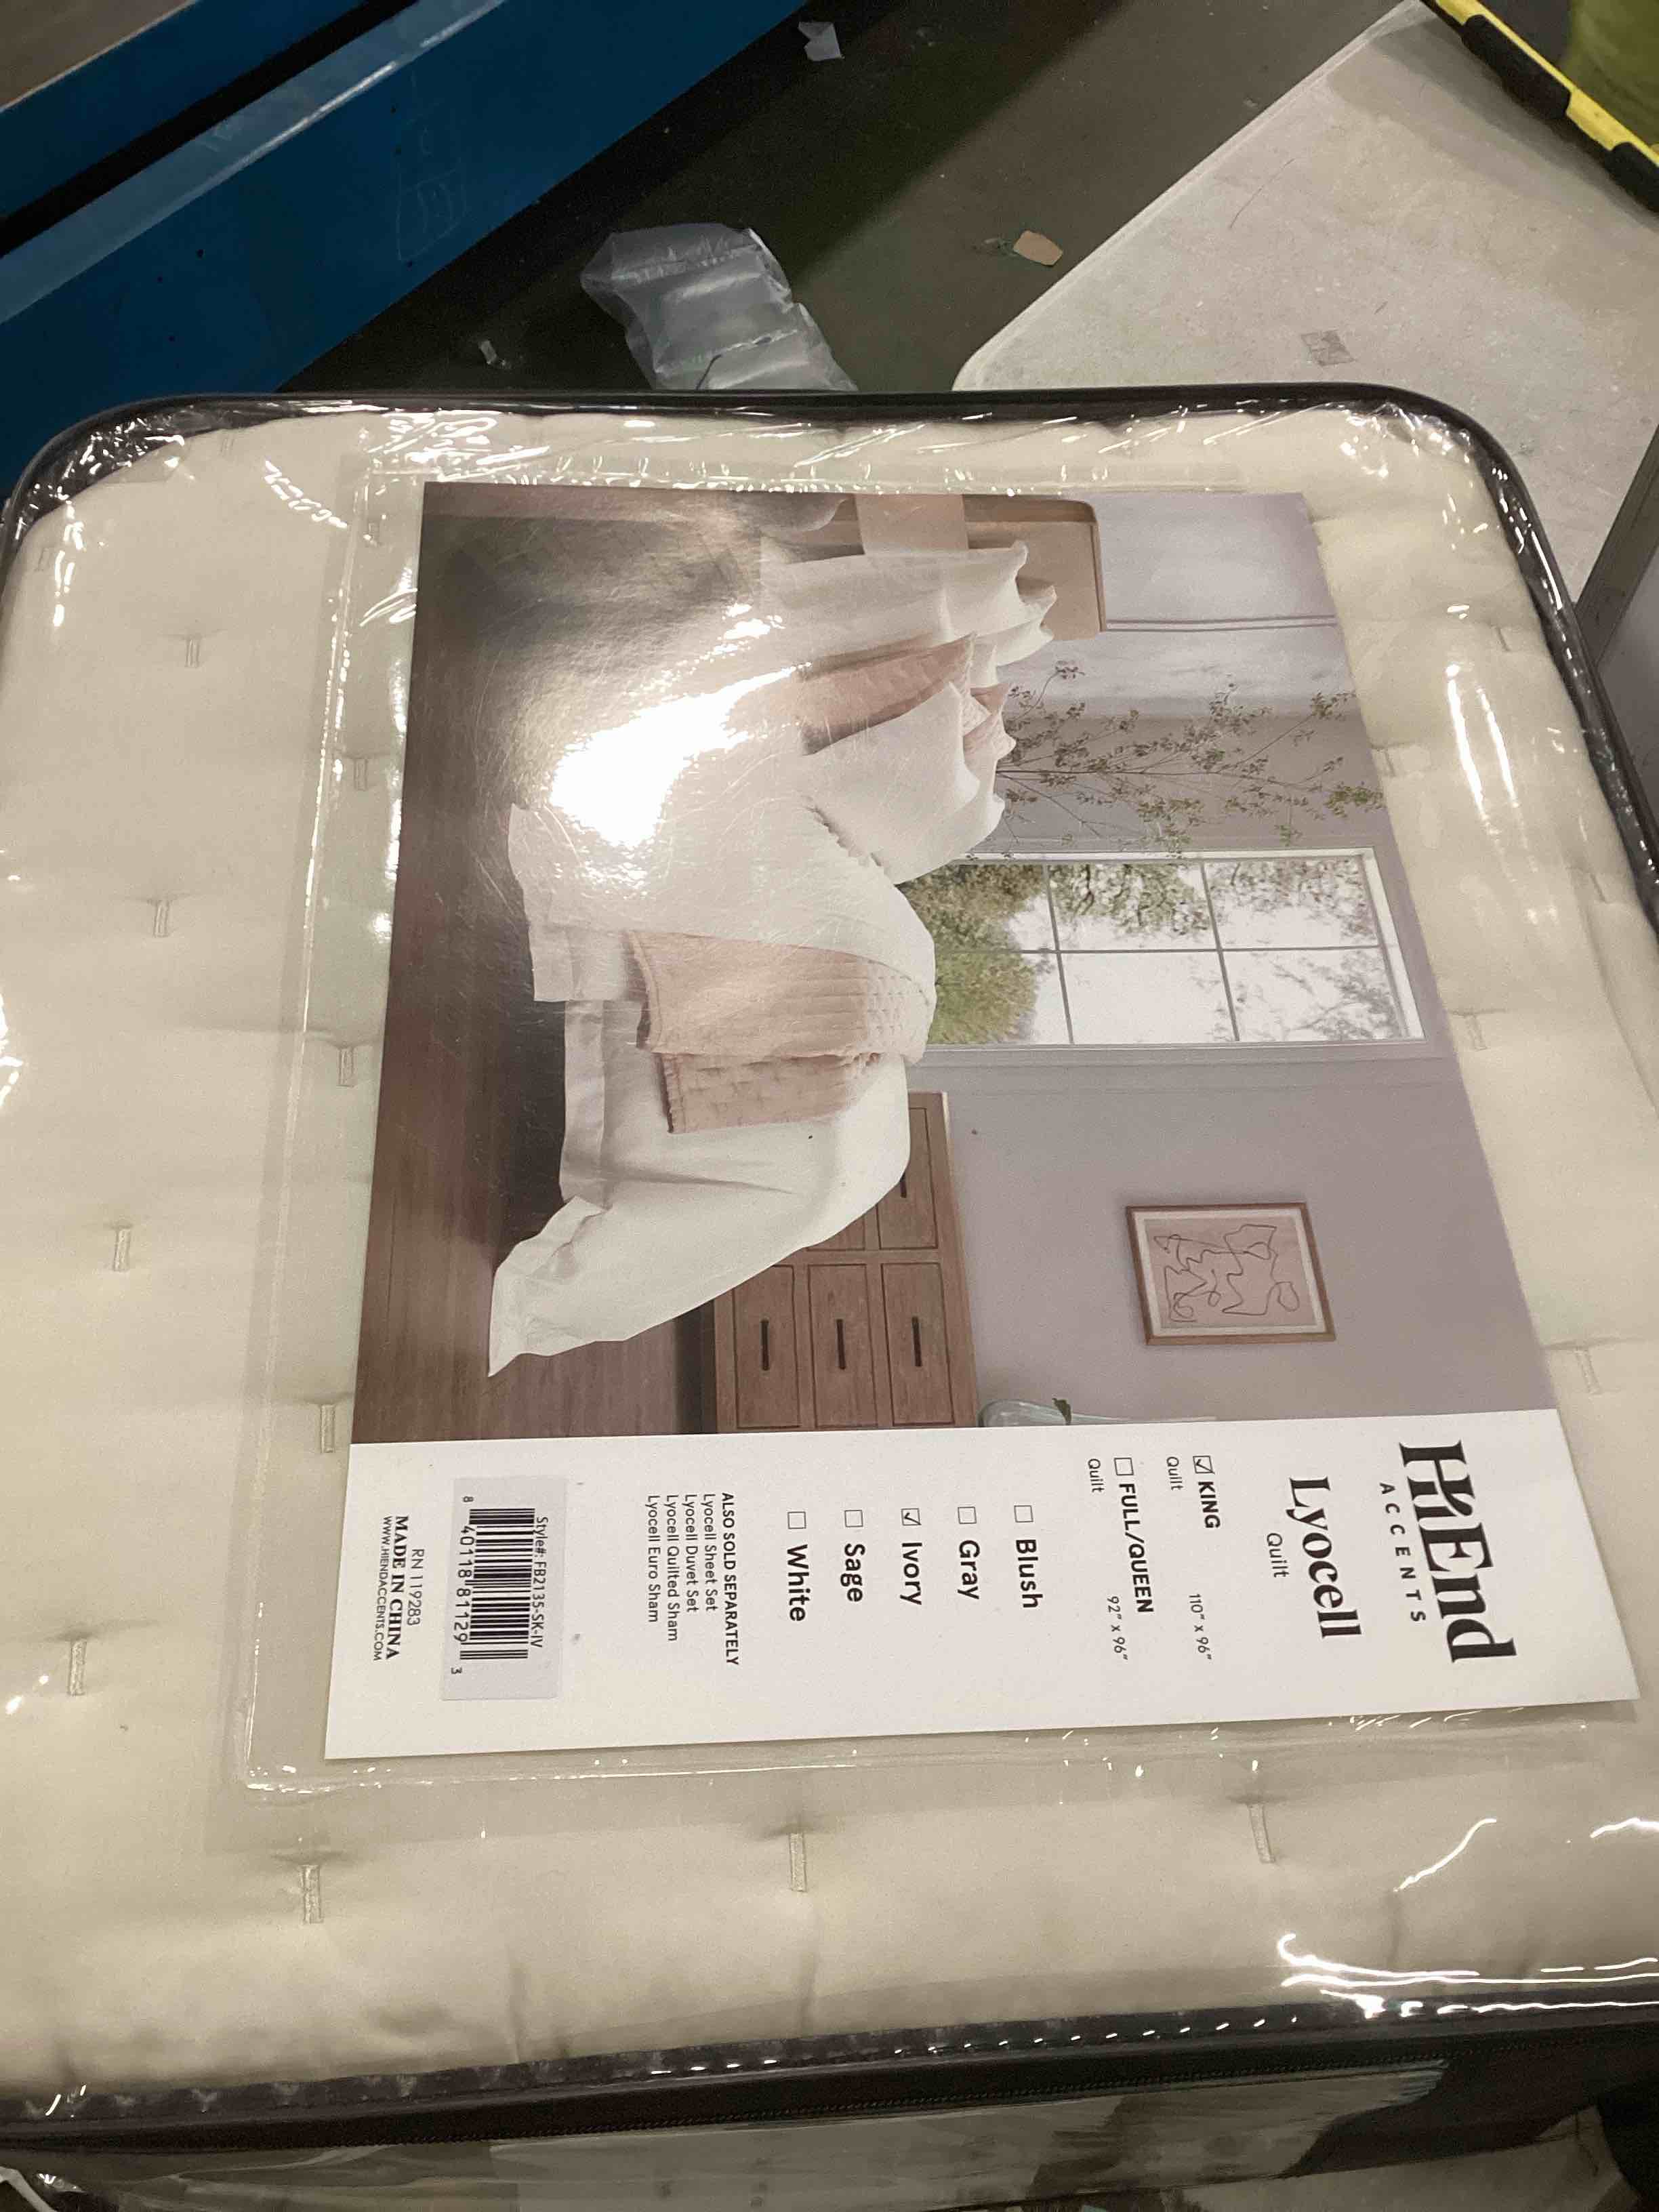 HiEnd
ACCENTS
Lyocell
Quilt
☑ KING 110" x 96"
Quilt
☐ FULL/QUEEN 92" x 96"
Quilt
☐ Blush
☐ Gray
☑ Ivory
☐ Sage
☐ White
ALSO SOLD SEPARATELY
Lyocell Sheet Set
Lyocell Duvet Set
Lyocell Quilted Sham
Lyocell Euro Sham
Style#: FB2135-SK-IV
8 40118 81129 3
RN 119283
MADE IN CHINA
WWW.HIENDACCENTS.COM